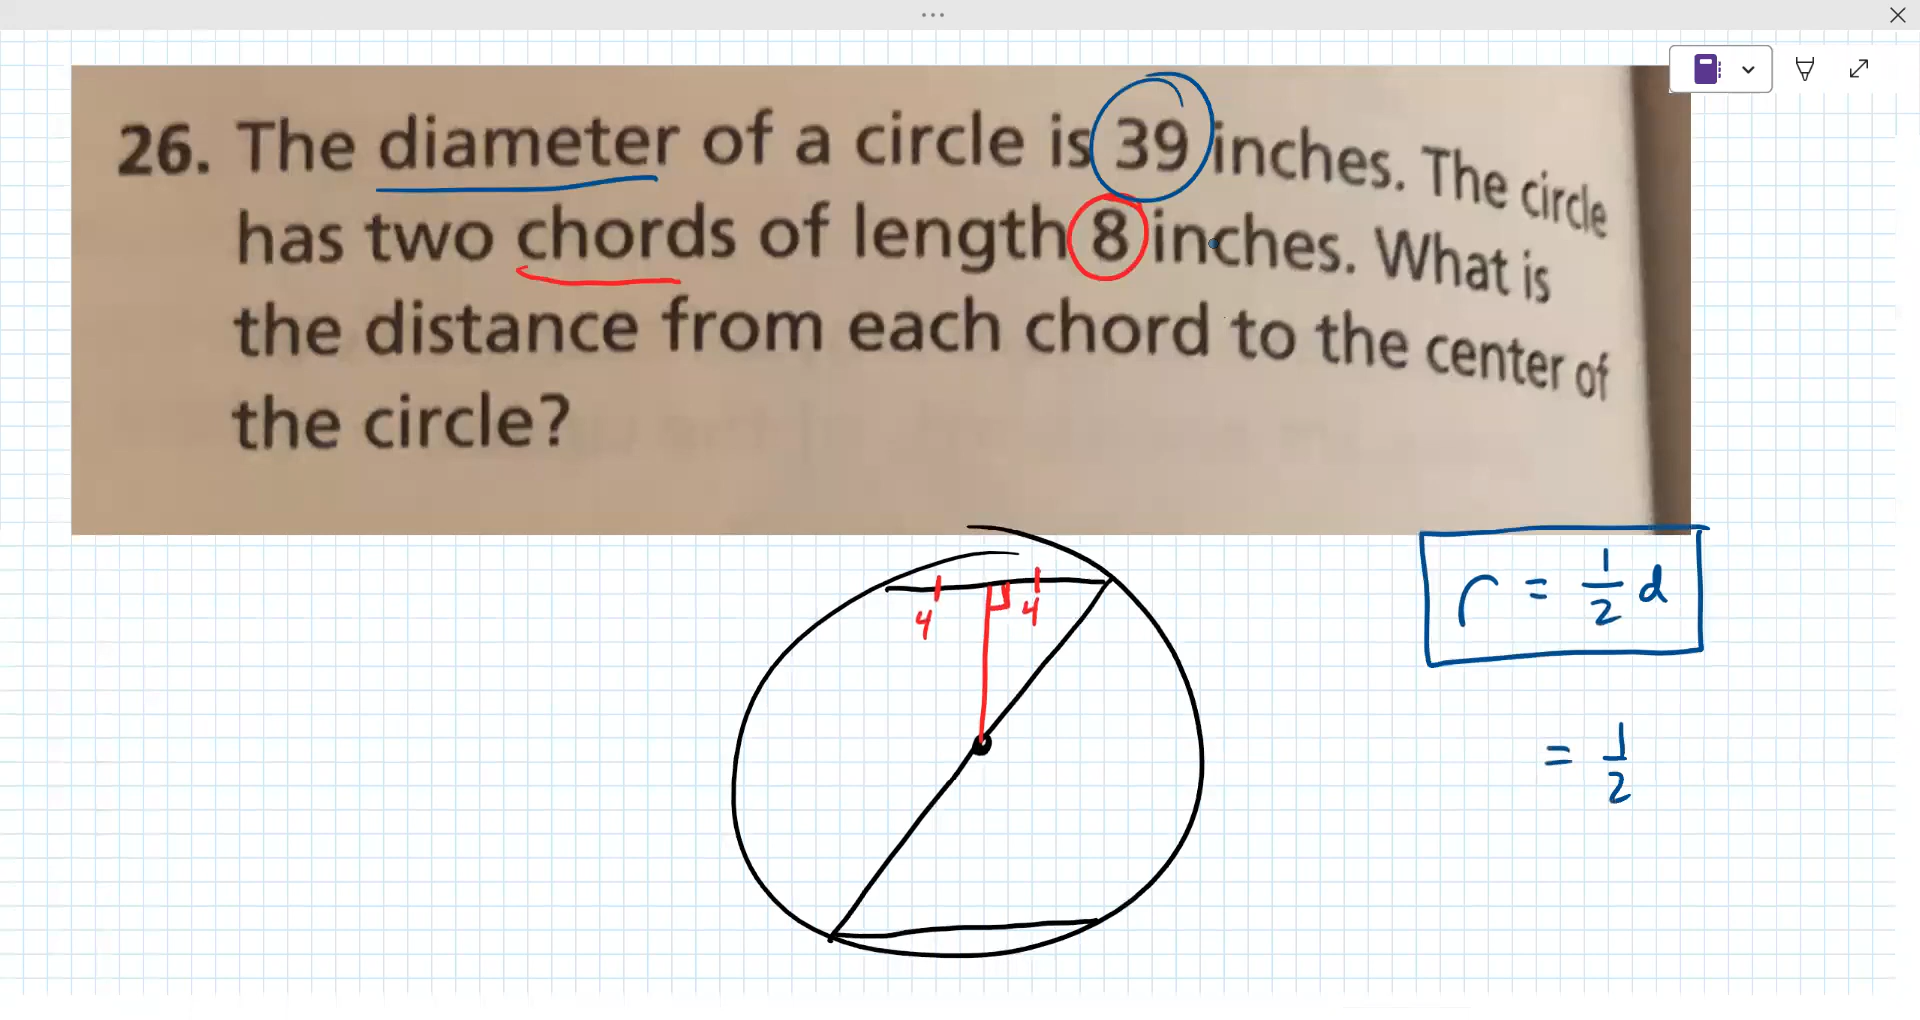 26. The diameter of a circle is 39 inches. The circle
has two chords of length 8 inches. What is
the distance from each chord to the center of
the circle?
4 4
r = 1/2 d
= 1/2